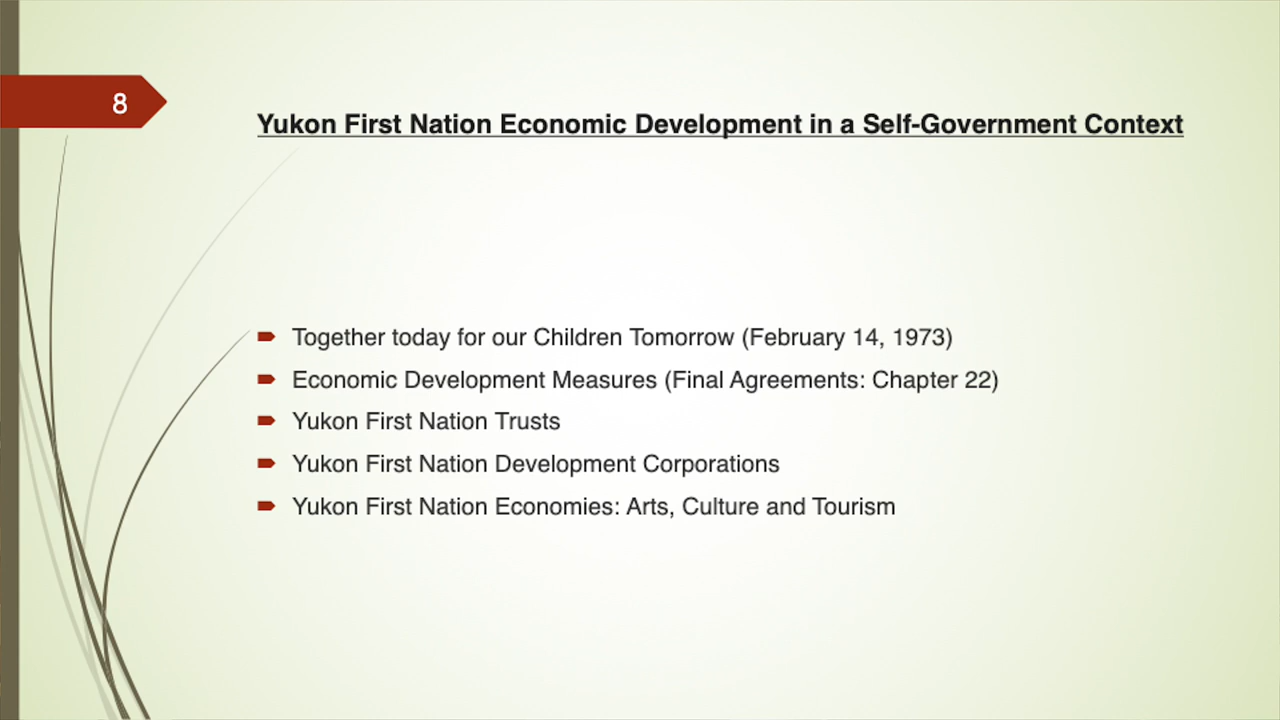 8
Yukon First Nation Economic Development in a Self-Government Context
Together today for our Children Tomorrow (February 14, 1973)
Economic Development Measures (Final Agreements: Chapter 22)
Yukon First Nation Trusts
Yukon First Nation Development Corporations
Yukon First Nation Economies: Arts, Culture and Tourism